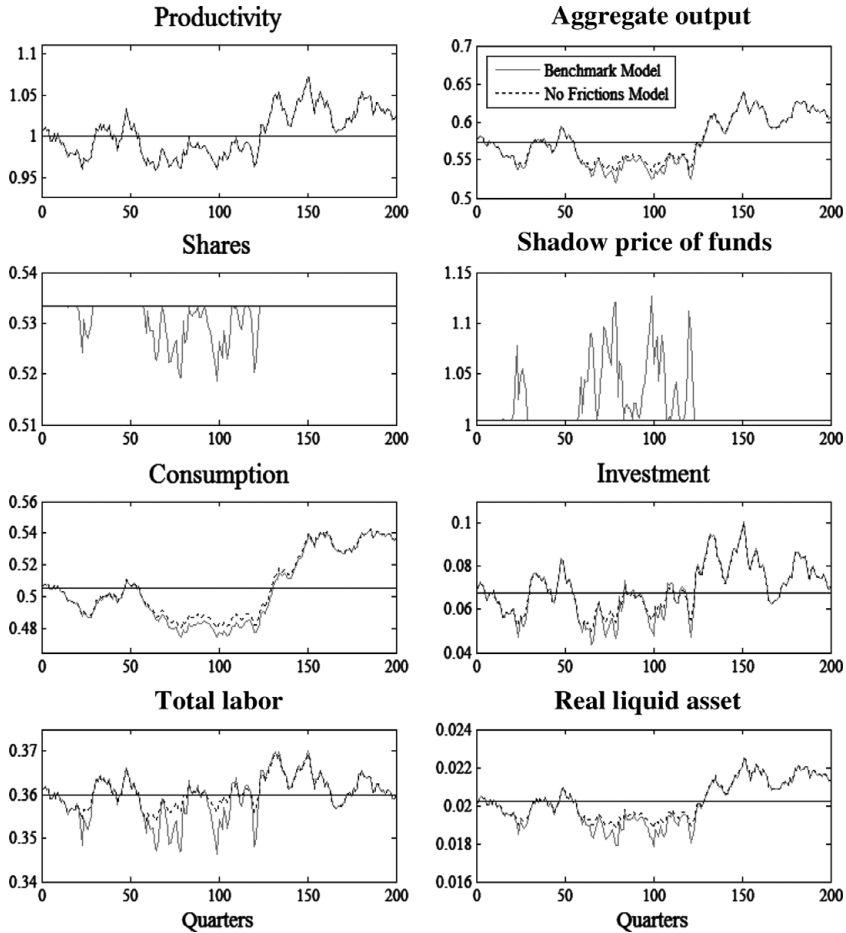 Productivity
1.1
1.05
1
0.95
0 50 100 150 200
Aggregate output
0.7
0.65
0.6
0.55
0.5
Benchmark Model
No Frictions Model
0 50 100 150 200
Shares
0.54
0.53
0.52
0.51
0 50 100 150 200
Shadow price of funds
1.15
1.1
1.05
1
0 50 100 150 200
Consumption
0.56
0.54
0.52
0.5
0.48
0 50 100 150 200
Investment
0.1
0.08
0.06
0.04
0 50 100 150 200
Total labor
0.37
0.36
0.35
0.34
0 50 100 150 200
Quarters
Real liquid asset
0.024
0.022
0.02
0.018
0.016
0 50 100 150 200
Quarters